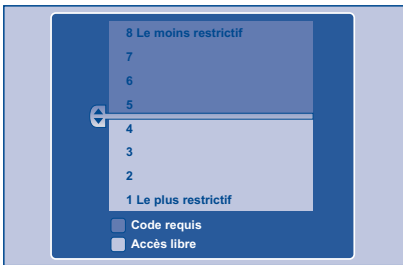 8 Le moins restrictif
7
6
5
4
3
2
1 Le plus restrictif
Code requis
Accès libre